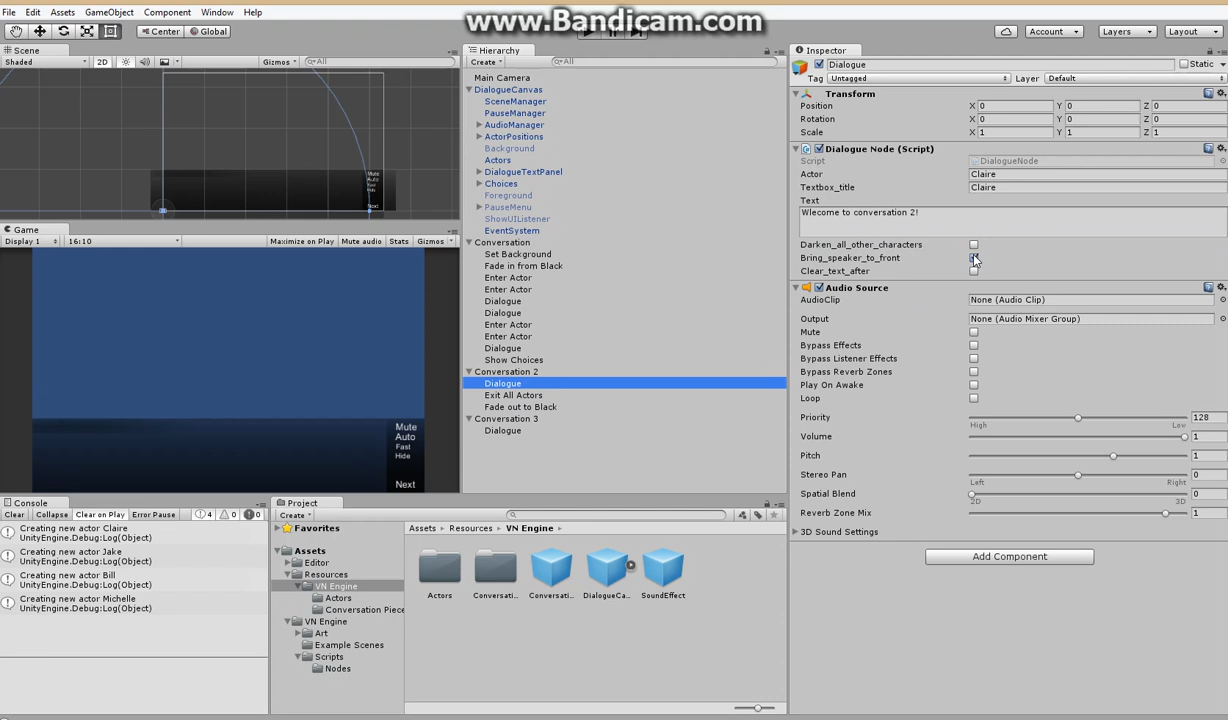 www.Bandicam.com
File Edit Assets GameObject Component Window Help
Center Global Account Layers Layout
Scene
Shaded 2D Gizmos All
Mute
Auto
Fast
Hide
Next
Game
Display 1 16:10 Maximize on Play Mute audio Stats Gizmos
Mute
Auto
Fast
Hide
Next
Hierarchy
Create All
Main Camera
DialogueCanvas
SceneManager
PauseManager
AudioManager
ActorPositions
Background
Actors
DialogueTextPanel
Choices
Foreground
PauseMenu
ShowUIListener
EventSystem
Conversation
Set Background
Fade in from Black
Enter Actor
Enter Actor
Dialogue
Dialogue
Enter Actor
Enter Actor
Dialogue
Show Choices
Conversation 2
Dialogue
Exit All Actors
Fade out to Black
Conversation 3
Dialogue
Inspector
Dialogue Static
Tag Untagged Layer Default
Transform
Position X 0 Y 0 Z 0
Rotation X 0 Y 0 Z 0
Scale X 1 Y 1 Z 1
Dialogue Node (Script)
Script DialogueNode
Actor Claire
Textbox_title Claire
Text
Wlecome to conversation 2!
Darken_all_other_characters
Bring_speaker_to_front
Clear_text_after
Audio Source
AudioClip None (Audio Clip)
Output None (Audio Mixer Group)
Mute
Bypass Effects
Bypass Listener Effects
Bypass Reverb Zones
Play On Awake
Loop
Priority 128
High Low
Volume 1
Pitch 1
Stereo Pan 0
Left Right
Spatial Blend 0
2D 3D
Reverb Zone Mix 1
3D Sound Settings
Add Component
Console
Clear Collapse Clear on Play Error Pause 4 0 0
Creating new actor Claire
UnityEngine.Debug:Log(Object)
Creating new actor Jake
UnityEngine.Debug:Log(Object)
Creating new actor Bill
UnityEngine.Debug:Log(Object)
Creating new actor Michelle
UnityEngine.Debug:Log(Object)
Project
Create
Favorites
Assets
Editor
Resources
VN Engine
Actors
Conversation Piece
VN Engine
Art
Example Scenes
Scripts
Nodes
Assets Resources VN Engine
Actors Conversati... Conversati... DialogueCa... SoundEffect